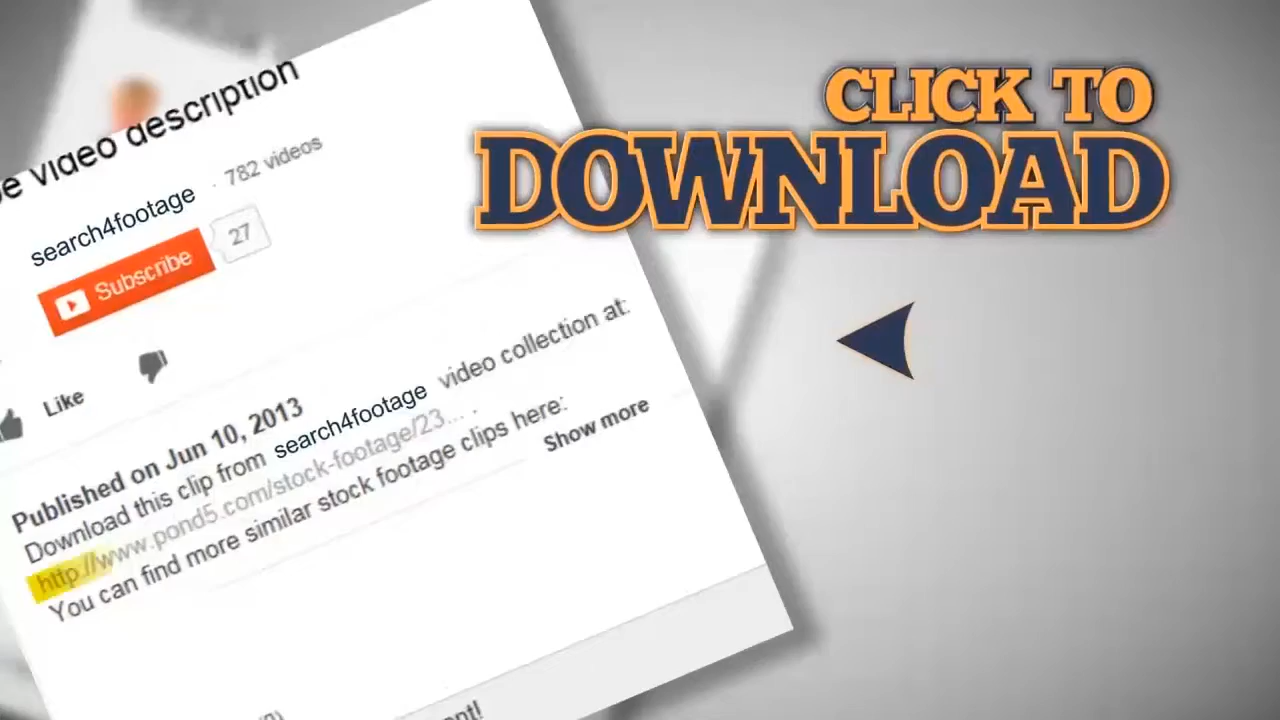 CLICK TO
DOWNLOAD
video description
search4footage · 782 videos
Subscribe 27
Like
Published on Jun 10, 2013
Download this clip from search4footage video collection at:
http://www.pond5.com/stock-footage/23... .
You can find more similar stock footage clips here:
Show more